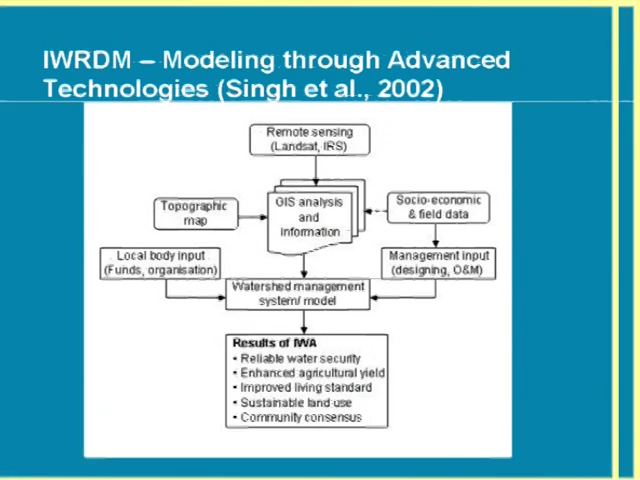 IWRDM – Modeling through Advanced
Technologies (Singh et al., 2002)
Remote sensing
(Landsat, IRS)
Topographic
map
GIS analysis
and
information
Socio-economic
& field data
Local body input
(Funds, organisation)
Management input
(designing, O&M)
Watershed management
system/ model
Results of IWA
• Reliable water security
• Enhanced agricultural yield
• Improved living standard
• Sustainable land use
• Community consensus